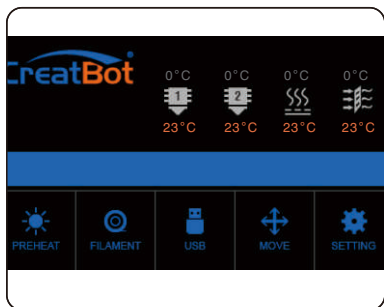 CreatBot
0°C 0°C 0°C 0°C
1 2
23°C 23°C 23°C 23°C
PREHEAT FILAMENT USB MOVE SETTING